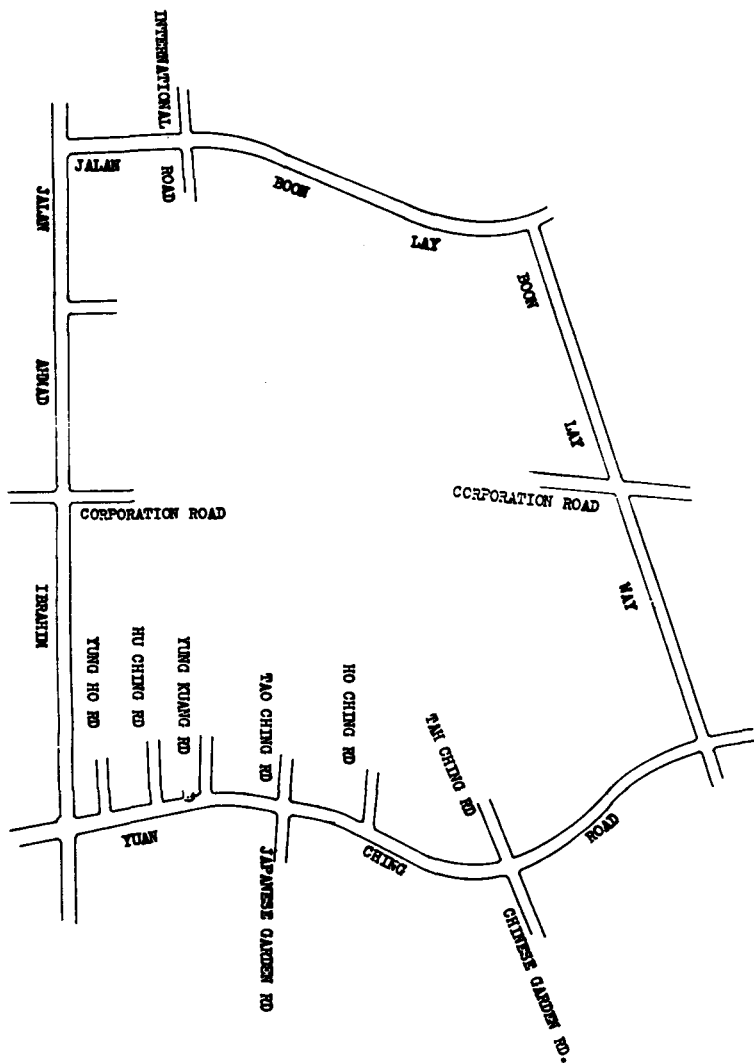 INTERNATIONAL
ROAD
JALAN
BOON
LAY
BOON
LAY
WAY
JALAN
AHMAD
IBRAHIM
CORPORATION ROAD
CORPORATION ROAD
YUNG HO RD
HU CHING RD
YUNG KUANG RD
TAO CHING RD
HO CHING RD
TAH CHING RD
YUAN
CHING
ROAD
JAPANESE GARDEN RD
CHINESE GARDEN RD.